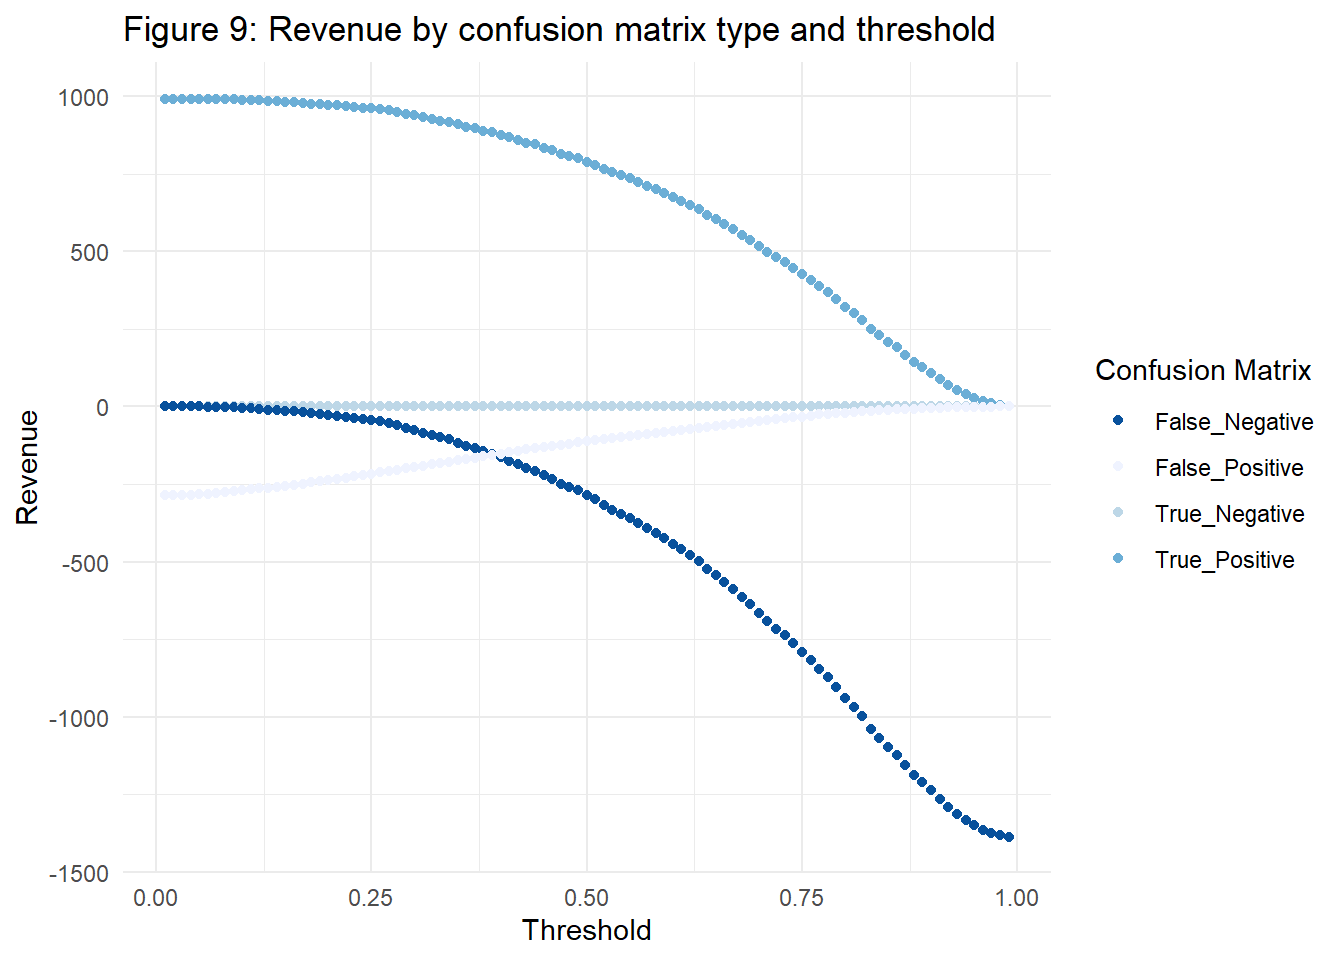 Figure 9: Revenue by confusion matrix type and threshold
1000
500
0
-500
-1000
-1500
Revenue
0.00
0.25
0.50
0.75
1.00
Threshold
Confusion Matrix
False_Negative
False_Positive
True_Negative
True_Positive